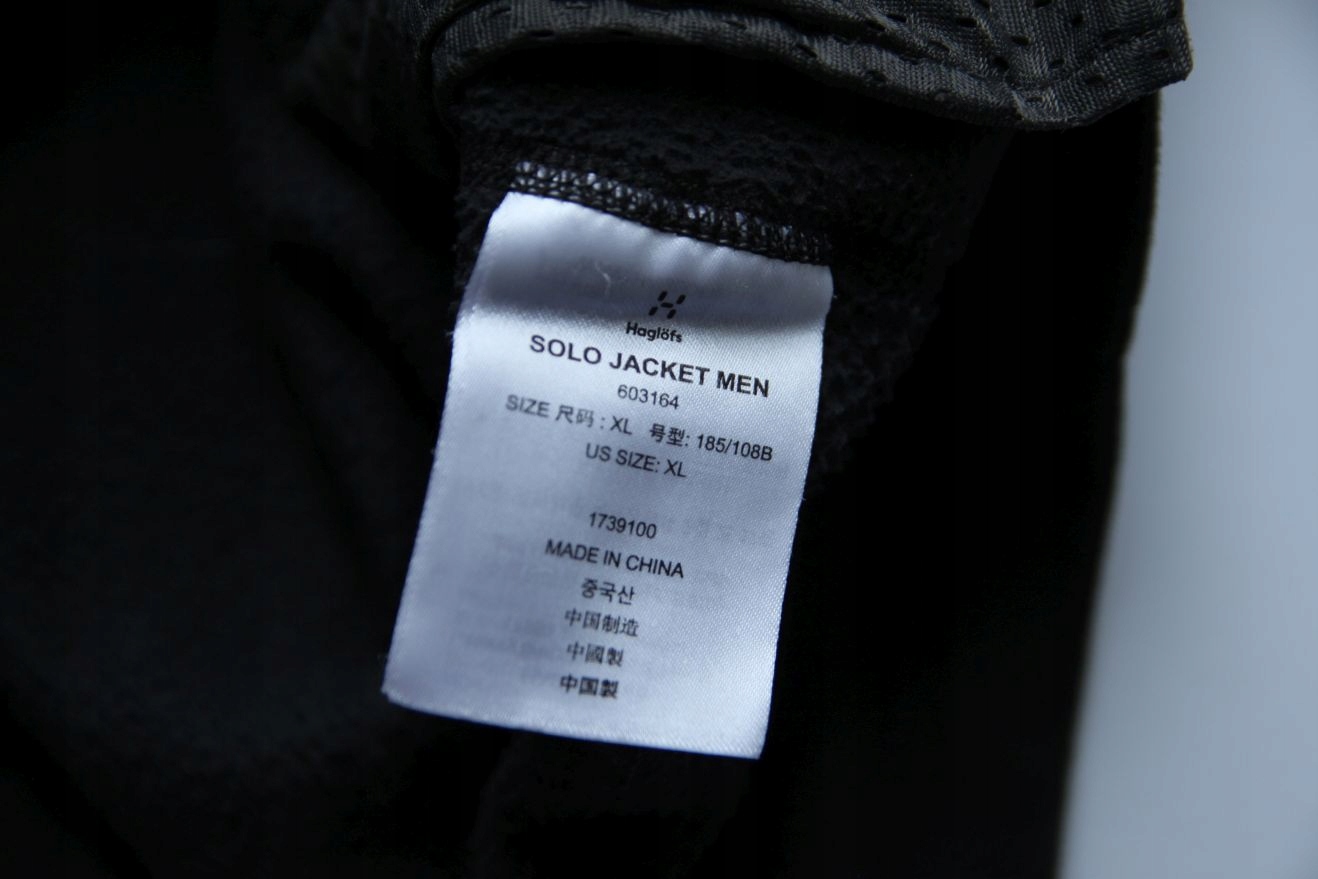 Haglöfs
SOLO JACKET MEN
603164
SIZE 尺码 : XL 号型: 185/108B
US SIZE: XL
1739100
MADE IN CHINA
중국산
中国制造
中國製
中国製